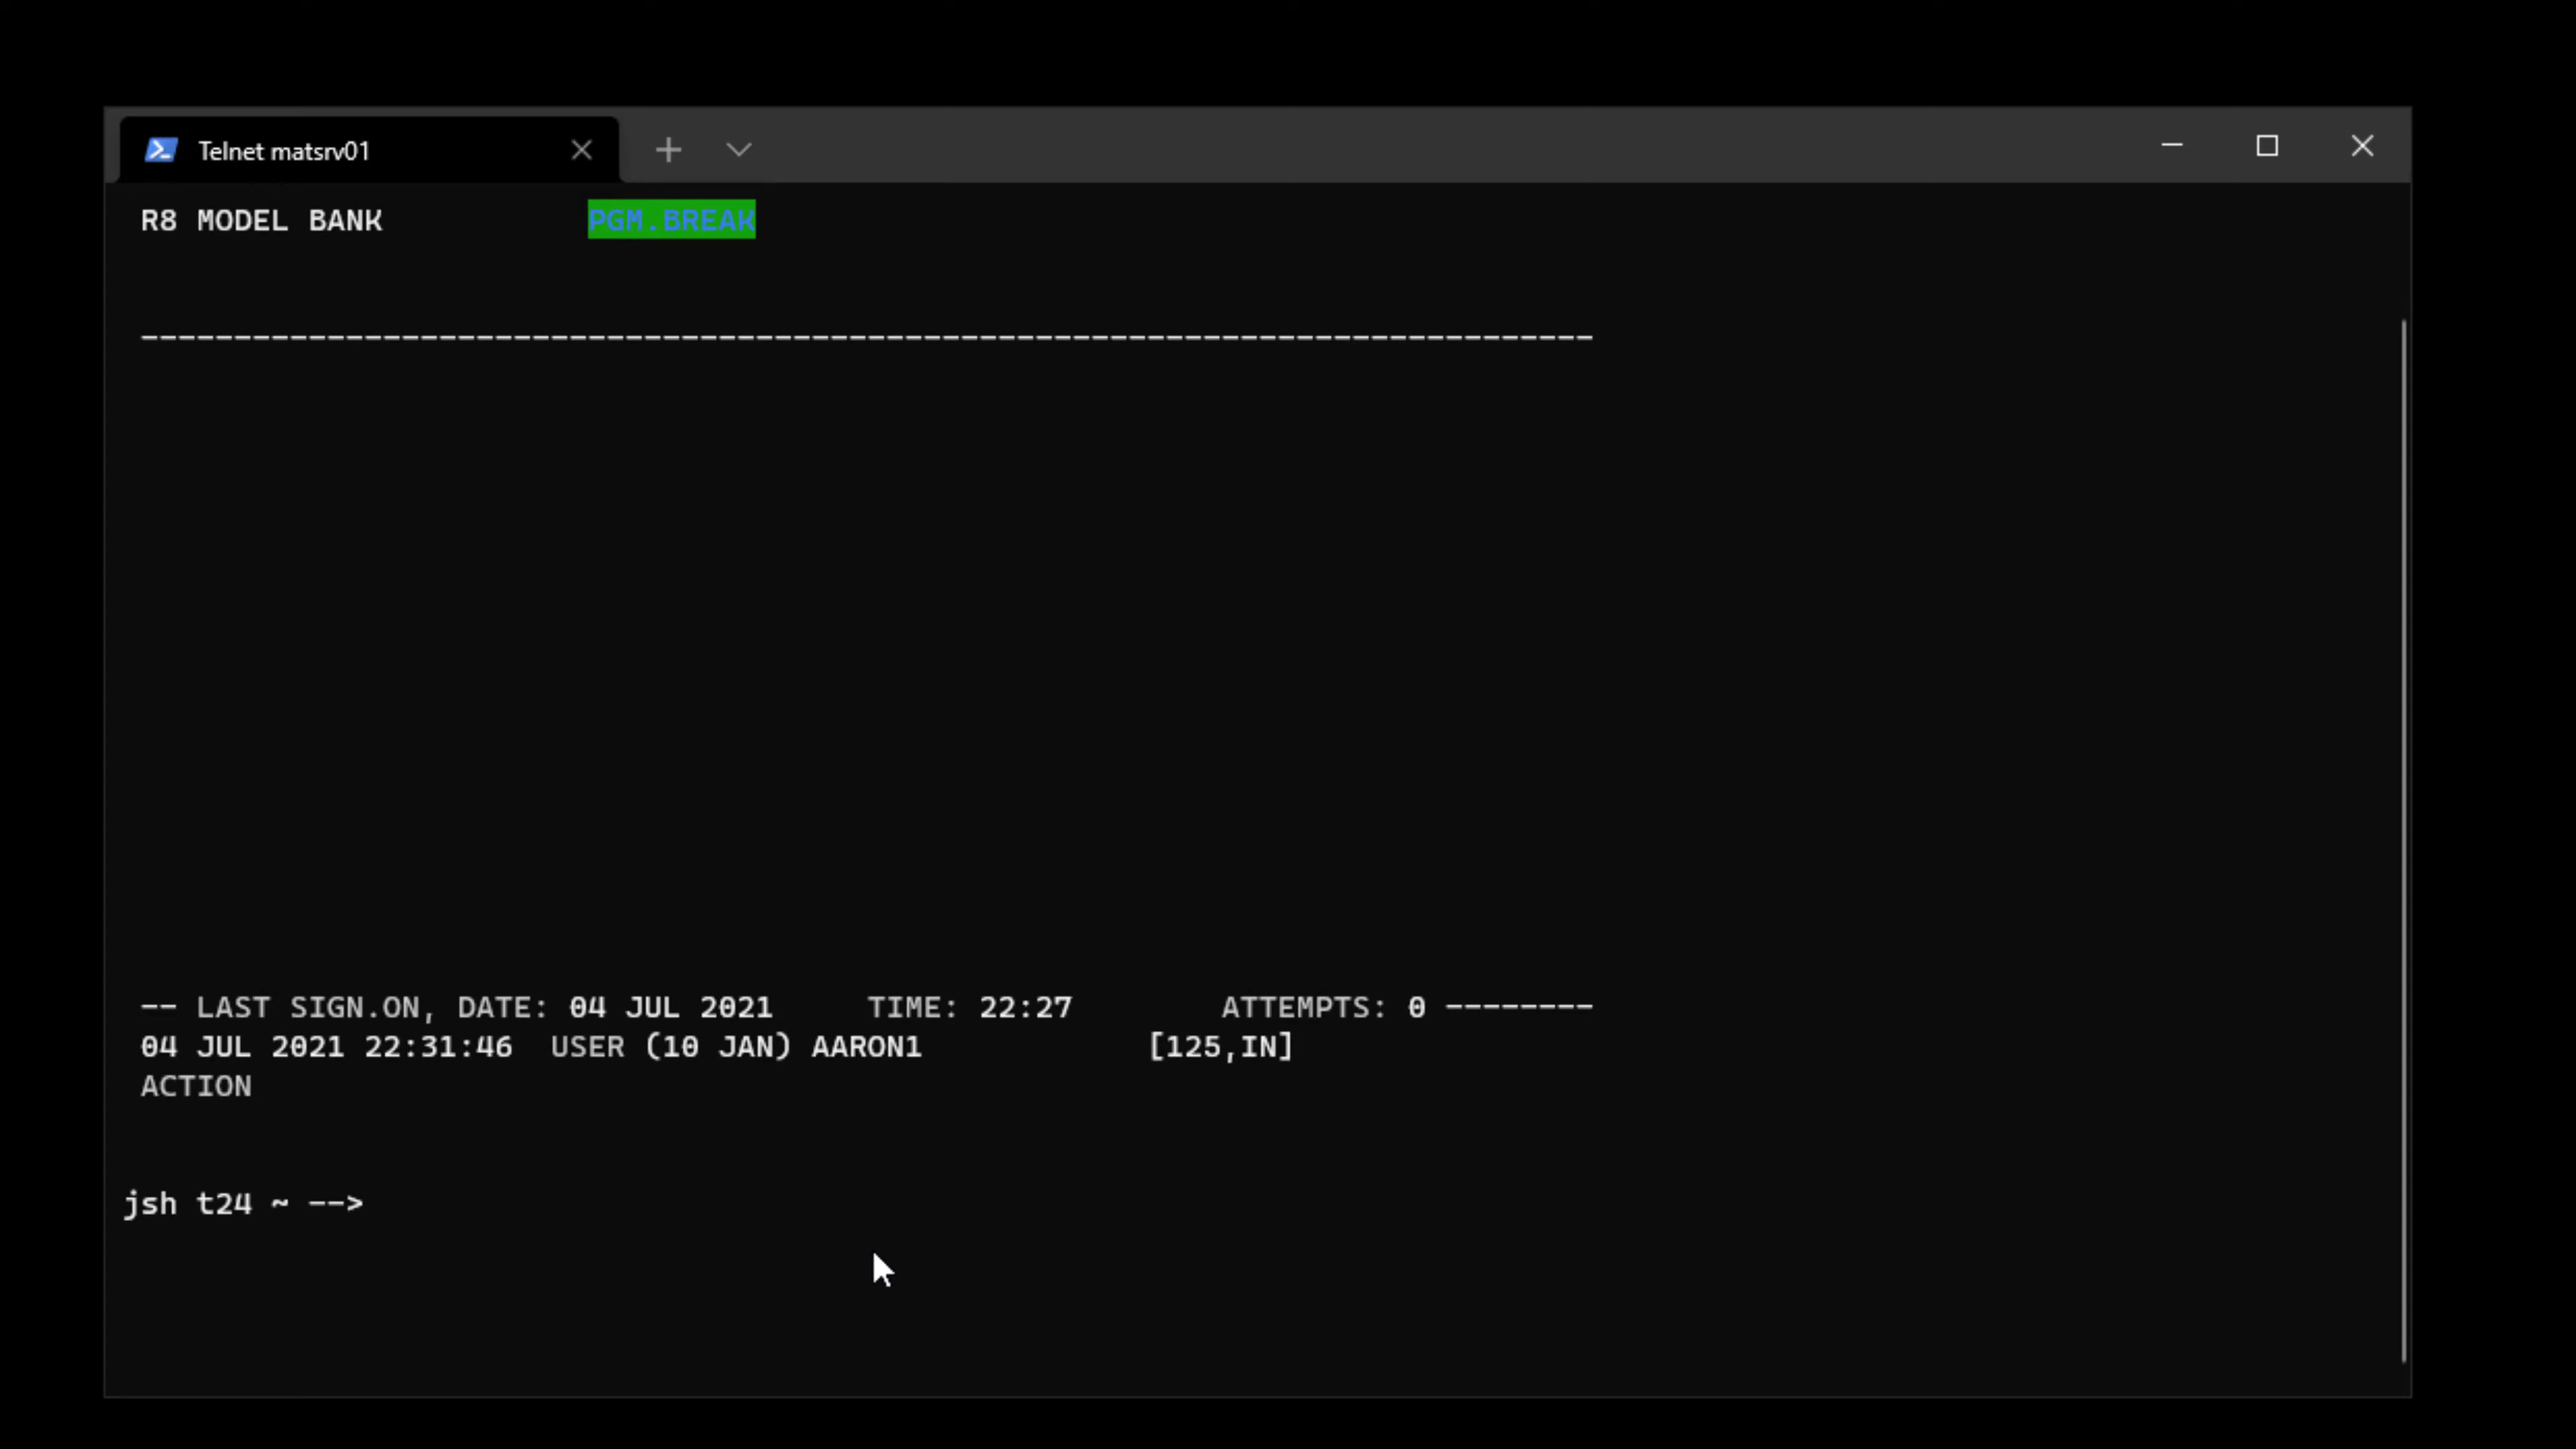 Telnet matsrv01
R8 MODEL BANK PGM.BREAK
------------------------------------------------------------------------------
-- LAST SIGN.ON, DATE: 04 JUL 2021 TIME: 22:27 ATTEMPTS: 0 --------
04 JUL 2021 22:31:46 USER (10 JAN) AARON1 [125,IN]
ACTION
jsh t24 ~ -->